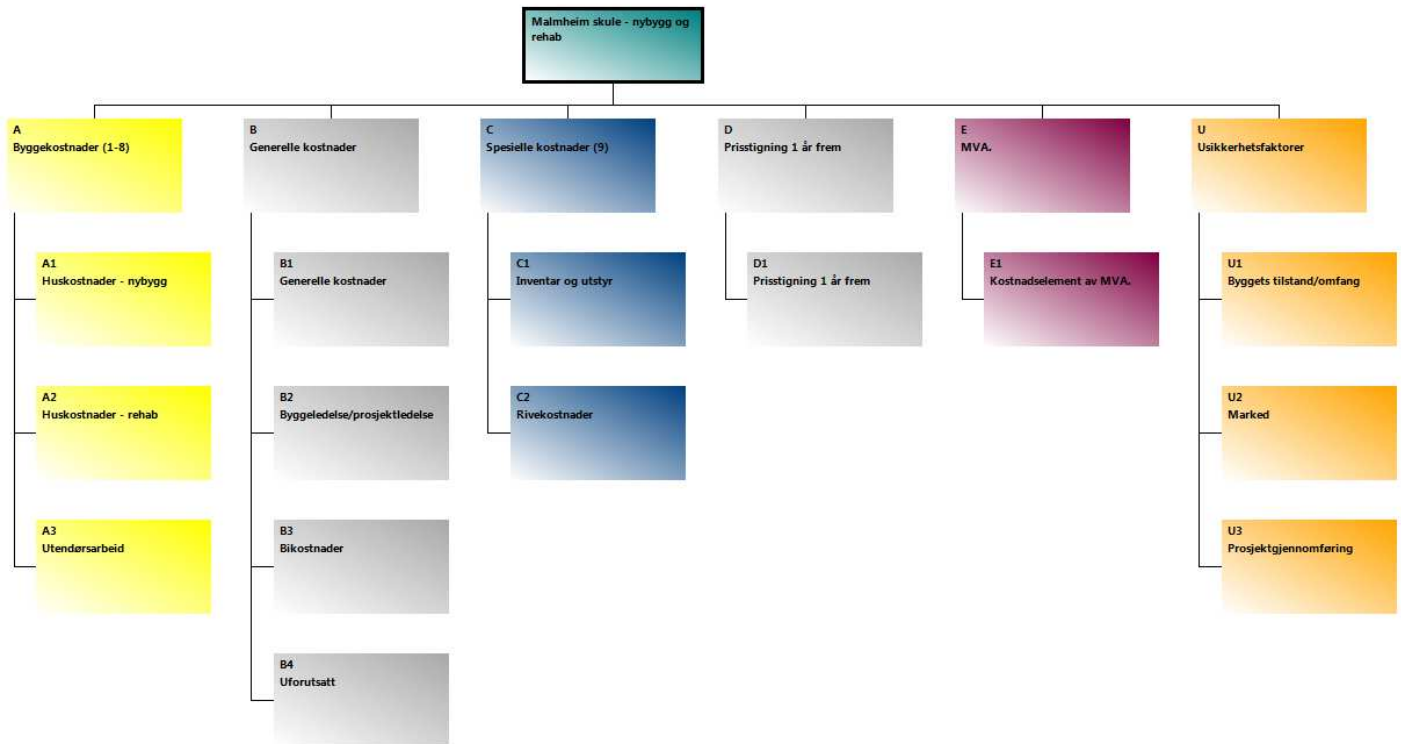 Malmheim skule - nybygg og
rehab
A
Byggekostnader (1-8)
B
Generelle kostnader
C
Spesielle kostnader (9)
D
Prisstigning 1 år frem
E
MVA.
U
Usikkerhetsfaktorer
A1
Huskostnader - nybygg
B1
Generelle kostnader
C1
Inventar og utstyr
D1
Prisstigning 1 år frem
E1
Kostnadselement av MVA.
U1
Byggets tilstand/omfang
A2
Huskostnader - rehab
B2
Byggeledelse/prosjektledelse
C2
Rivekostnader
U2
Marked
A3
Utendørsarbeid
B3
Bikostnader
U3
Prosjektgjennomføring
B4
Uforutsatt